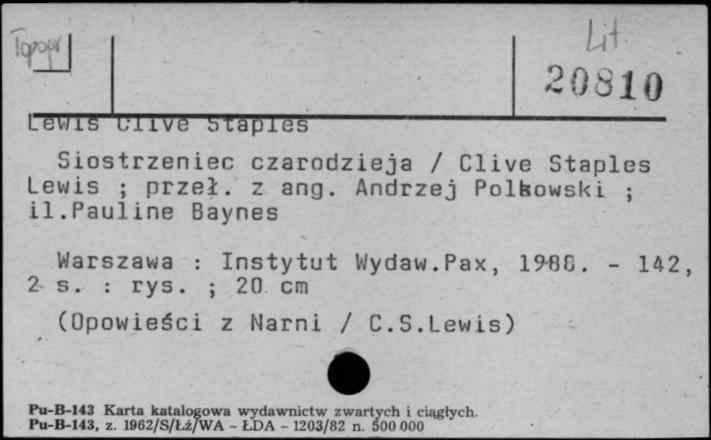 Topopr
Lit
20810
Lewis Clive Staples
Siostrzeniec czarodzieja / Clive Staples
Lewis ; przeł. z ang. Andrzej Polkowski ;
il.Pauline Baynes
Warszawa : Instytut Wydaw.Pax, 1988. - 142,
2 s. : rys. ; 20 cm
(Opowieści z Narni / C.S.Lewis)
Pu-B-143 Karta katalogowa wydawnictw zwartych i ciągłych.
Pu-B-143, z. 1962/S/Łź/WA - ŁDA - 1203/82 n. 500 000